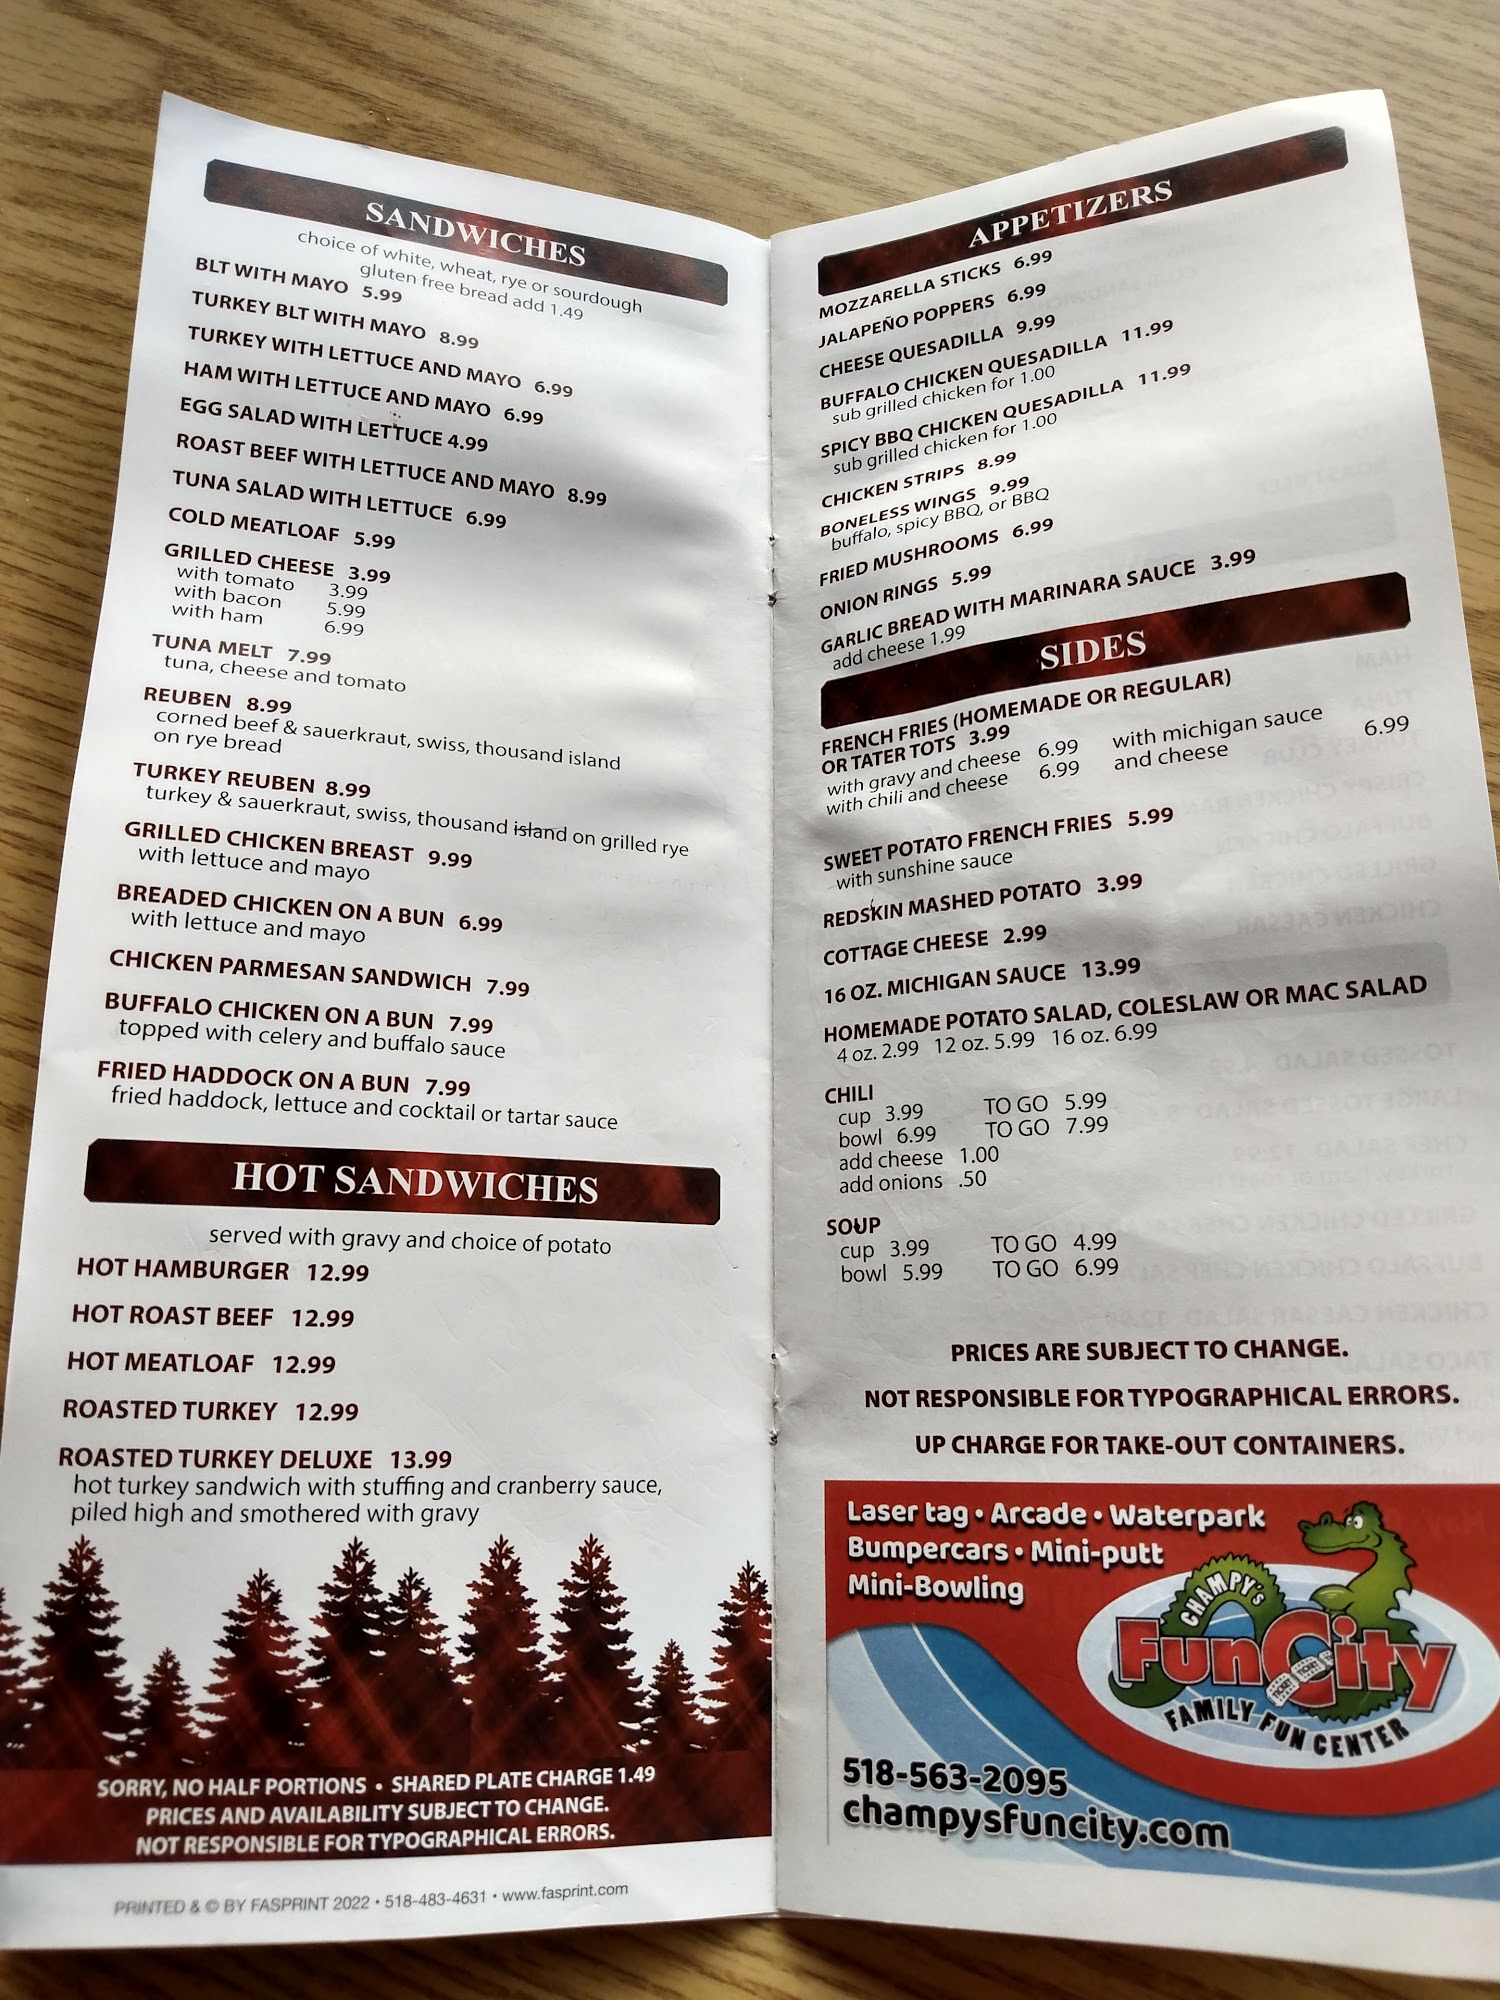 SANDWICHES
choice of white, wheat, rye or sourdough
gluten free bread add 1.49
BLT WITH MAYO 5.99
TURKEY BLT WITH MAYO 8.99
TURKEY WITH LETTUCE AND MAYO 6.99
HAM WITH LETTUCE AND MAYO 6.99
EGG SALAD WITH LETTUCE 4.99
ROAST BEEF WITH LETTUCE AND MAYO 8.99
TUNA SALAD WITH LETTUCE 6.99
COLD MEATLOAF 5.99
GRILLED CHEESE 3.99
with tomato 3.99
with bacon 5.99
with ham 6.99
TUNA MELT 7.99
tuna, cheese and tomato
REUBEN 8.99
corned beef & sauerkraut, swiss, thousand island
on rye bread
TURKEY REUBEN 8.99
turkey & sauerkraut, swiss, thousand island on grilled rye
GRILLED CHICKEN BREAST 9.99
with lettuce and mayo
BREADED CHICKEN ON A BUN 6.99
with lettuce and mayo
CHICKEN PARMESAN SANDWICH 7.99
BUFFALO CHICKEN ON A BUN 7.99
topped with celery and buffalo sauce
FRIED HADDOCK ON A BUN 7.99
fried haddock, lettuce and cocktail or tartar sauce
HOT SANDWICHES
served with gravy and choice of potato
HOT HAMBURGER 12.99
HOT ROAST BEEF 12.99
HOT MEATLOAF 12.99
ROASTED TURKEY 12.99
ROASTED TURKEY DELUXE 13.99
hot turkey sandwich with stuffing and cranberry sauce,
piled high and smothered with gravy
SORRY, NO HALF PORTIONS • SHARED PLATE CHARGE 1.49
PRICES AND AVAILABILITY SUBJECT TO CHANGE.
NOT RESPONSIBLE FOR TYPOGRAPHICAL ERRORS.
PRINTED & © BY FASPRINT 2022 • 518-483-4631 • www.fasprint.com
APPETIZERS
MOZZARELLA STICKS 6.99
JALAPEÑO POPPERS 6.99
CHEESE QUESADILLA 9.99
BUFFALO CHICKEN QUESADILLA 11.99
sub grilled chicken for 1.00
SPICY BBQ CHICKEN QUESADILLA 11.99
sub grilled chicken for 1.00
CHICKEN STRIPS 8.99
BONELESS WINGS 9.99
buffalo, spicy BBQ, or BBQ
FRIED MUSHROOMS 6.99
ONION RINGS 5.99
GARLIC BREAD WITH MARINARA SAUCE 3.99
add cheese 1.99
SIDES
FRENCH FRIES (HOMEMADE OR REGULAR)
OR TATER TOTS 3.99
with gravy and cheese 6.99 with michigan sauce
with chili and cheese 6.99 and cheese 6.99
SWEET POTATO FRENCH FRIES 5.99
with sunshine sauce
REDSKIN MASHED POTATO 3.99
COTTAGE CHEESE 2.99
16 OZ. MICHIGAN SAUCE 13.99
HOMEMADE POTATO SALAD, COLESLAW OR MAC SALAD
4 oz. 2.99 12 oz. 5.99 16 oz. 6.99
CHILI
cup 3.99 TO GO 5.99
bowl 6.99 TO GO 7.99
add cheese 1.00
add onions .50
SOUP
cup 3.99 TO GO 4.99
bowl 5.99 TO GO 6.99
PRICES ARE SUBJECT TO CHANGE.
NOT RESPONSIBLE FOR TYPOGRAPHICAL ERRORS.
UP CHARGE FOR TAKE-OUT CONTAINERS.
Laser tag • Arcade • Waterpark
Bumpercars • Mini-putt
Mini-Bowling
CHAMPY'S
FunCity
FAMILY FUN CENTER
518-563-2095
champysfuncity.com